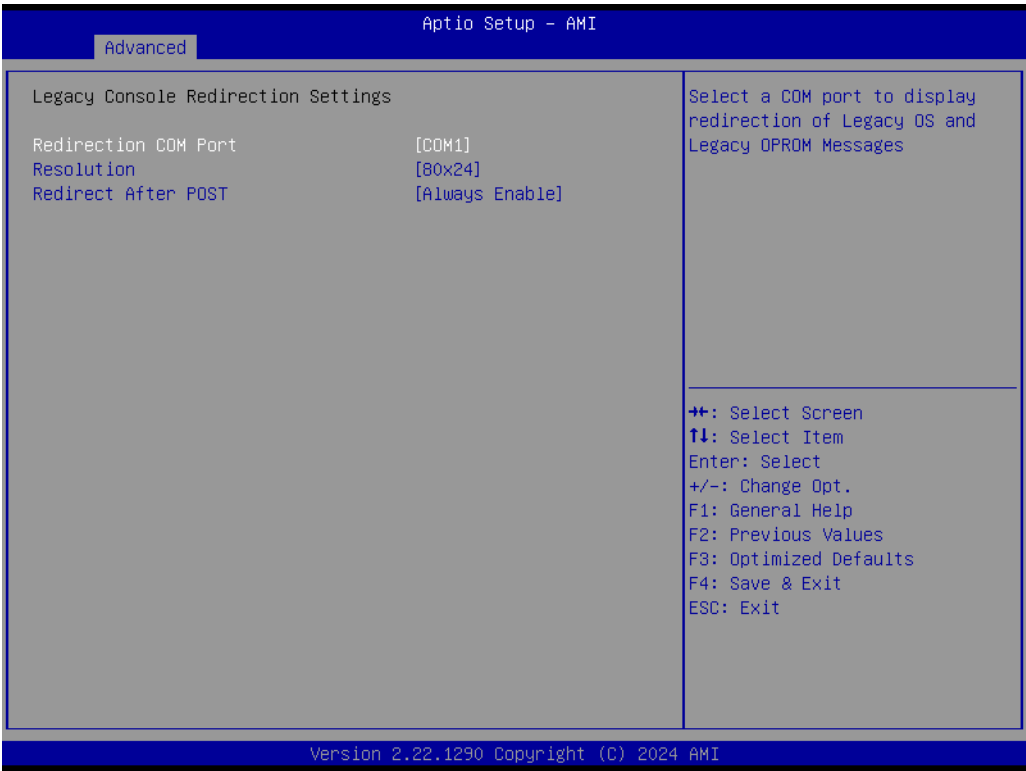 Aptio Setup – AMI
Advanced
Legacy Console Redirection Settings
Redirection COM Port [COM1]
Resolution [80x24]
Redirect After POST [Always Enable]
Select a COM port to display
redirection of Legacy OS and
Legacy OPROM Messages
→←: Select Screen
↑↓: Select Item
Enter: Select
+/-: Change Opt.
F1: General Help
F2: Previous Values
F3: Optimized Defaults
F4: Save & Exit
ESC: Exit
Version 2.22.1290 Copyright (C) 2024 AMI